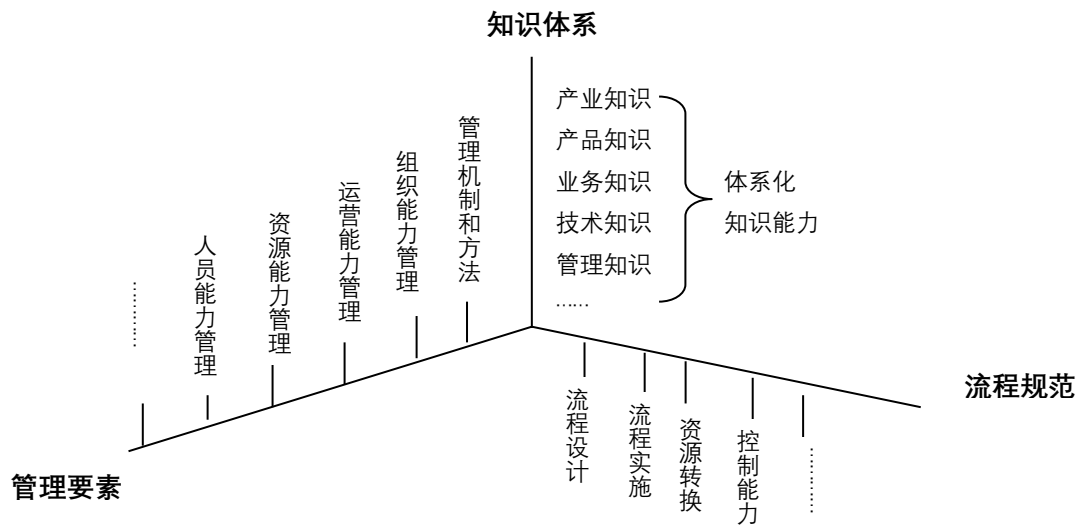 知识体系
产业知识
产品知识
业务知识
技术知识
管理知识
……
体系化
知识能力
管理机制和方法
组织能力管理
运营能力管理
资源能力管理
人员能力管理
…………
管理要素
流程规范
流程设计
流程实施
资源转换
控制能力
…………